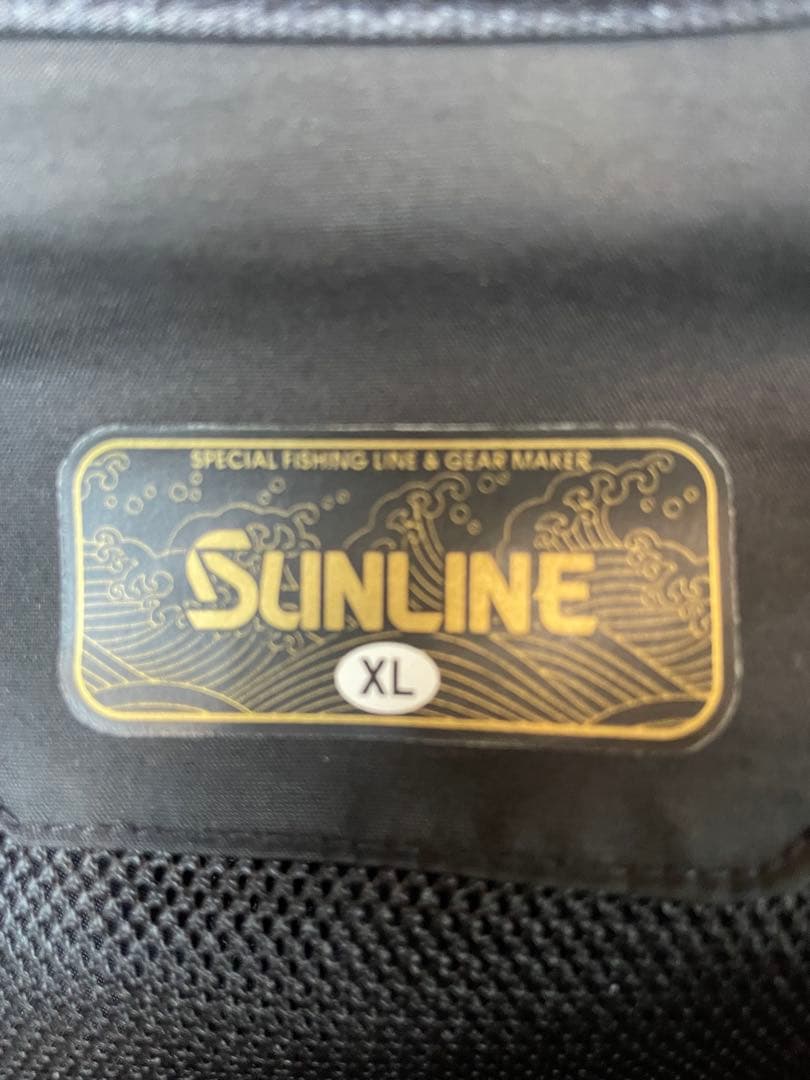 SPECIAL FISHING LINE & GEAR MAKER
SUNLINE
XL